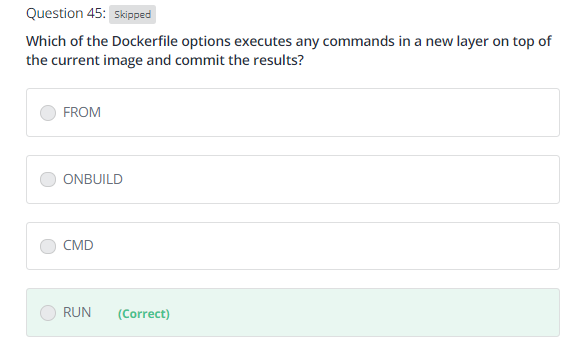 Question 45: Skipped
Which of the Dockerfile options executes any commands in a new layer on top of
the current image and commit the results?
FROM
ONBUILD
CMD
RUN (Correct)